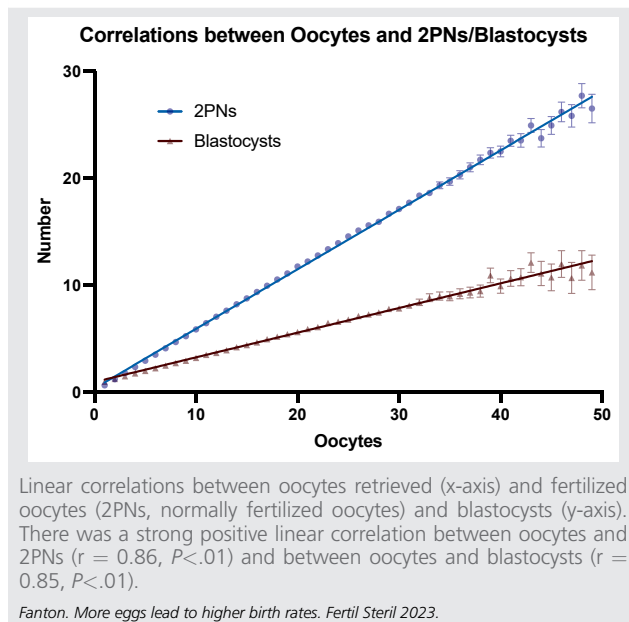 Correlations between Oocytes and 2PNs/Blastocysts
30
20
10
0
Number
2PNs
Blastocysts
0 10 20 30 40 50
Oocytes
Linear correlations between oocytes retrieved (x-axis) and fertilized
oocytes (2PNs, normally fertilized oocytes) and blastocysts (y-axis).
There was a strong positive linear correlation between oocytes and
2PNs (r = 0.86, P<.01) and between oocytes and blastocysts (r =
0.85, P<.01).
Fanton. More eggs lead to higher birth rates. Fertil Steril 2023.